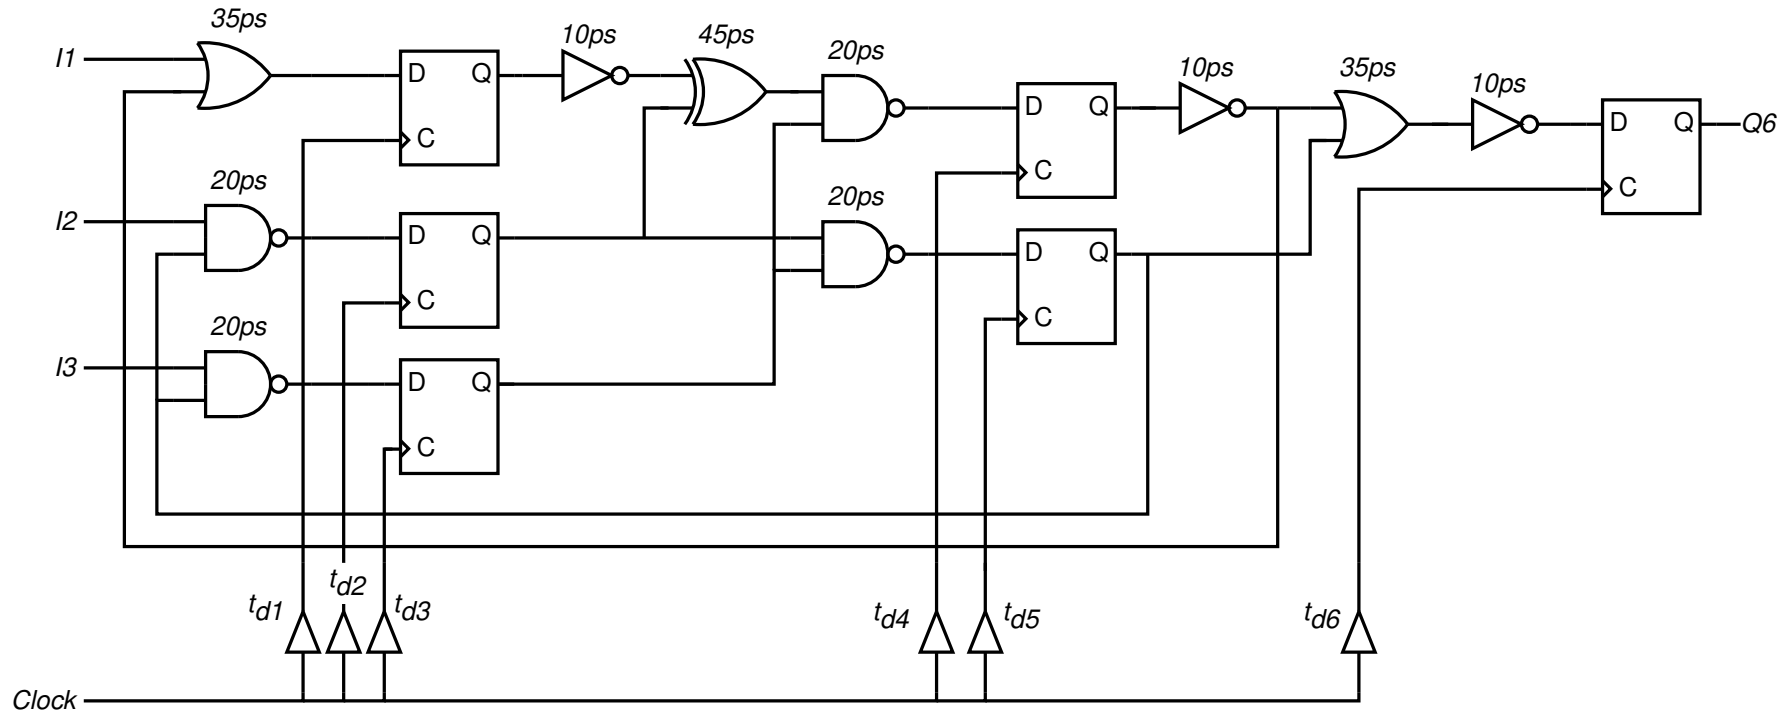 35ps
10ps
45ps
20ps
10ps
35ps
10ps
I1
D Q
C
D Q
C
D Q
C
Q6
20ps
20ps
I2
D Q
C
D Q
C
20ps
I3
D Q
C
td1
td2
td3
td4
td5
td6
Clock